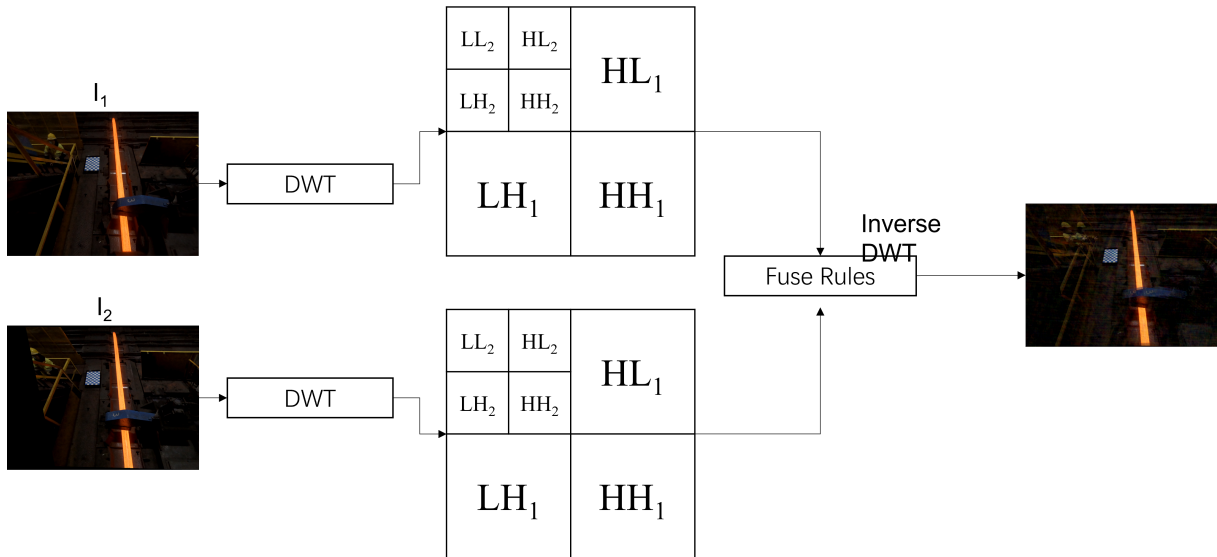 I₁
DWT
LL₂ HL₂
LH₂ HH₂
HL₁
LH₁ HH₁
I₂
DWT
LL₂ HL₂
LH₂ HH₂
HL₁
LH₁ HH₁
Inverse
DWT
Fuse Rules